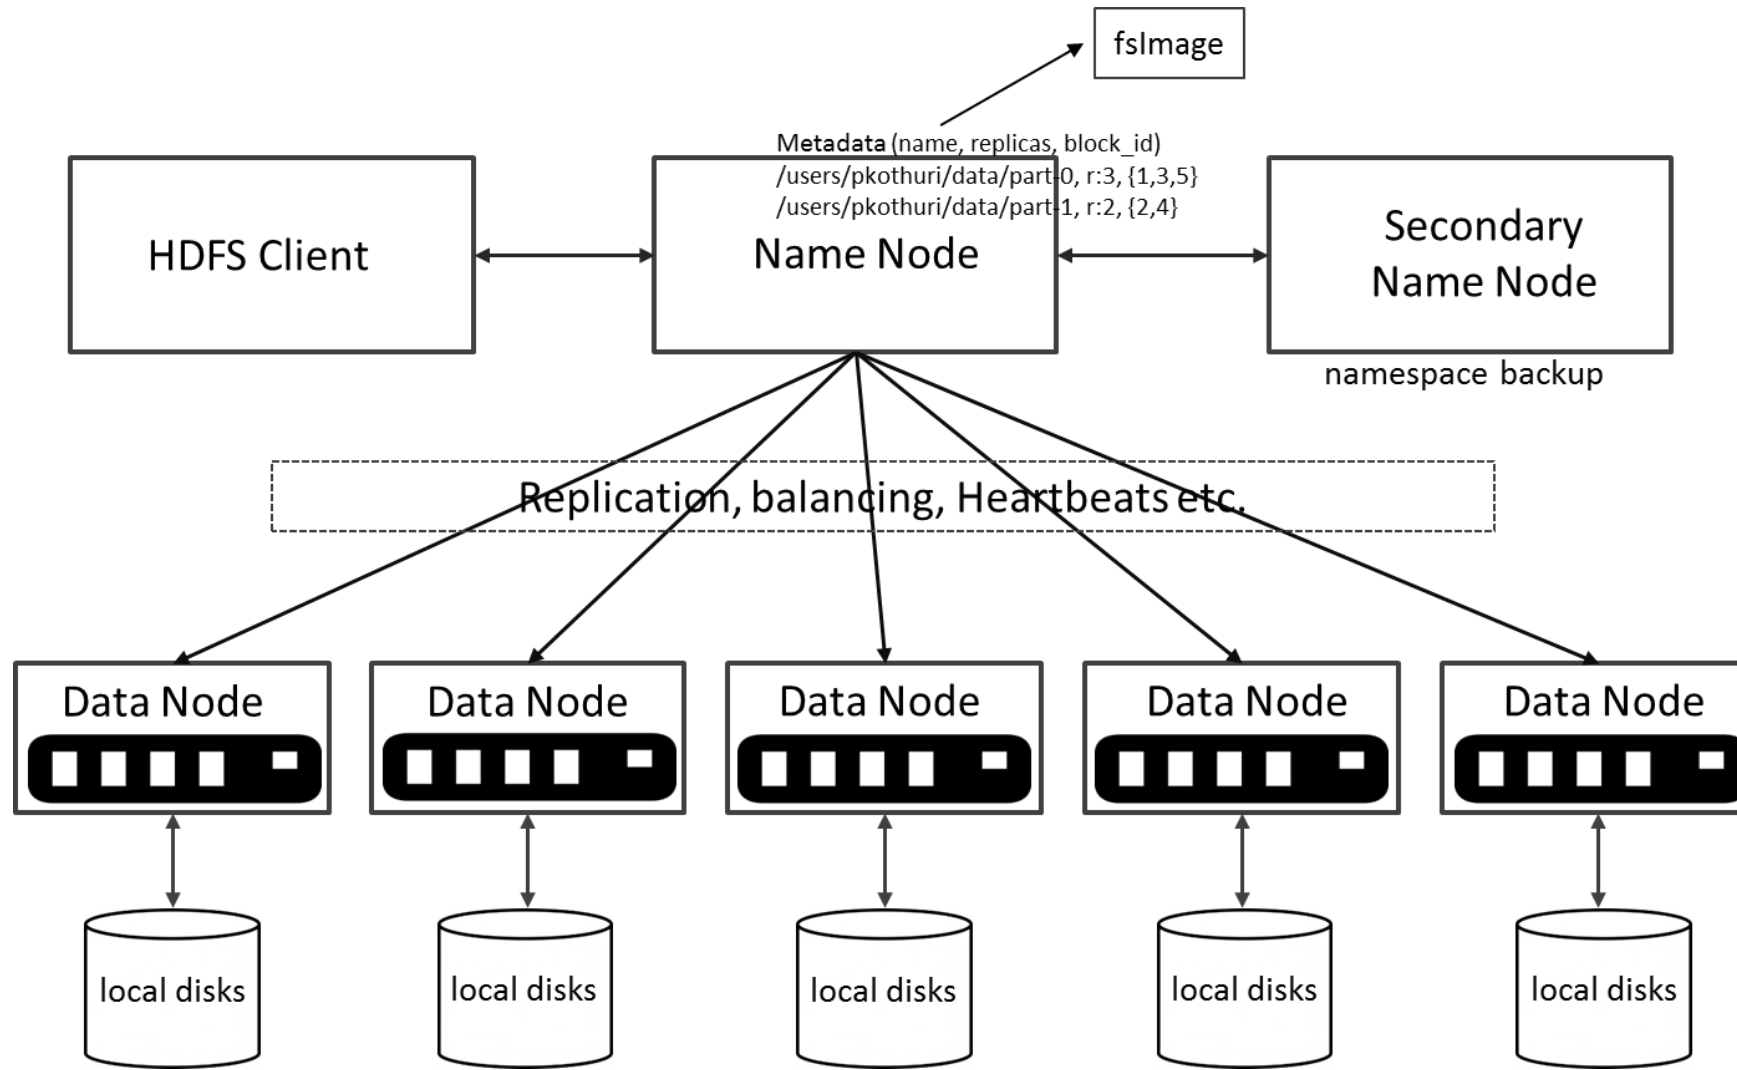 fsImage
Metadata (name, replicas, block_id)
/users/pkothuri/data/part-0, r:3, {1,3,5}
/users/pkothuri/data/part-1, r:2, {2,4}
HDFS Client
Name Node
Secondary
Name Node
namespace backup
Replication, balancing, Heartbeats etc.
Data Node
Data Node
Data Node
Data Node
Data Node
local disks
local disks
local disks
local disks
local disks